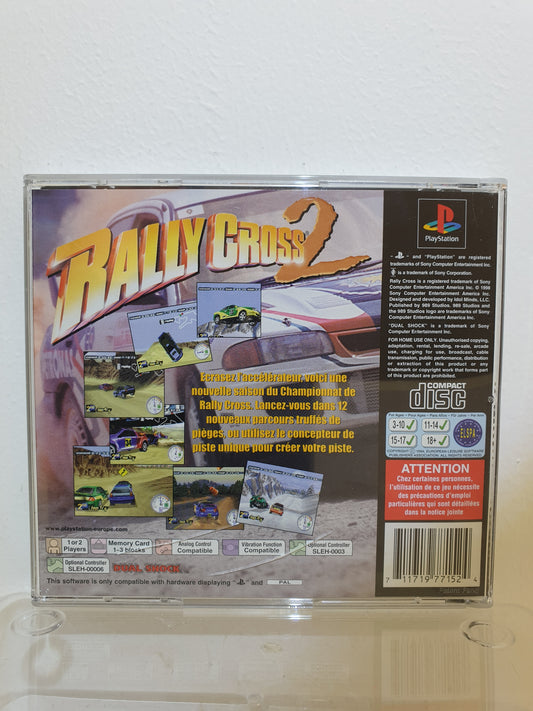 RALLY CROSS 2
Écrasez l'accélérateur, voici une
nouvelle saison du Championnat de
Rally Cross. Lancez-vous dans 12
nouveaux parcours truffés de
pièges, ou utilisez le concepteur de
piste unique pour créer votre piste.
www.playstation-europe.com
1 or 2
Players
Memory Card
1-3 blocks
Analog Control
Compatible
Vibration Function
Compatible
Optional Controller
SLEH-0003
Optional Controller
SLEH-00006
DUAL SHOCK
This software is only compatible with hardware displaying "PS" and PAL
PlayStation
"PS" and "PlayStation" are registered
trademarks of Sony Computer Entertainment Inc.
is a trademark of Sony Corporation.
Rally Cross is a registered trademark of Sony
Computer Entertainment America Inc. © 1998
Sony Computer Entertainment America Inc.
Designed and developed by Idol Minds, LLC.
Published by 989 Studios. 989 Studios and
the 989 Studios logo are trademarks of Sony
Computer Entertainment America Inc.
"DUAL SHOCK" is a trademark of Sony
Computer Entertainment Inc.
FOR HOME USE ONLY. Unauthorised copying,
adaptation, rental, lending, re-sale, arcade
use, charging for use, broadcast, cable
transmission, public performance, distribution
or extraction of this product or any
trademark or copyright work that forms part
of this product are prohibited.
COMPACT
disc
3-10
11-14
15-17
18+
ELSPA
ATTENTION
Chez certaines personnes,
l'utilisation de ce jeu nécessite
des précautions d'emploi
particulières qui sont détaillées
dans la notice jointe
7 11719 77152 4